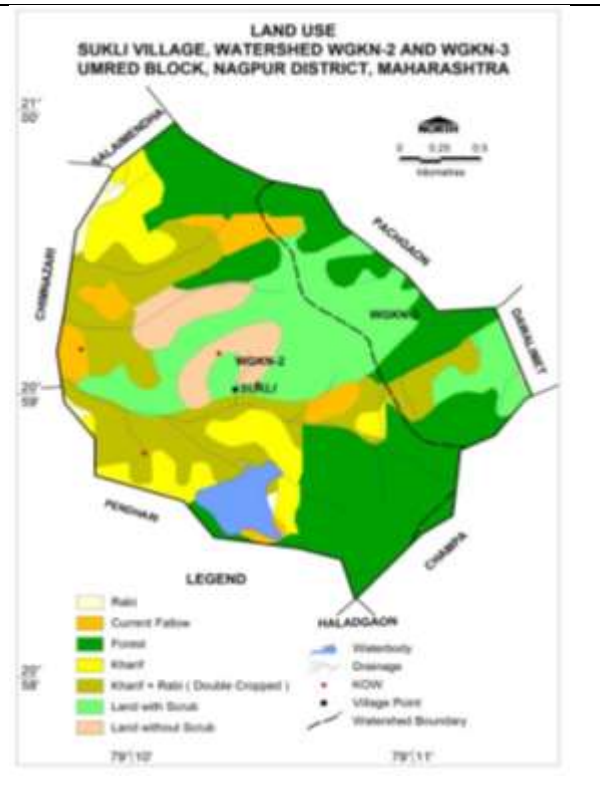 LAND USE
SUKLI VILLAGE, WATERSHED WGKN-2 AND WGKN-3
UMRED BLOCK, NAGPUR DISTRICT, MAHARASHTRA
21°
00'
SALAIMENDHA
NORTH
0 0.25 0.5
kilometres
PACHGAON
CHIMNAZARI
WGKN-3
DAWALIMET
WGKN-2
SUKLI
20°
59'
PENDHARI
CHAMPA
HALADGAON
LEGEND
Rabi
Current Fallow
Forest
Kharif
Kharif + Rabi ( Double Cropped )
Land with Scrub
Land without Scrub
Waterbody
Drainage
KOW
Village Point
Watershed Boundary
20°
58'
79°10'
79°11'